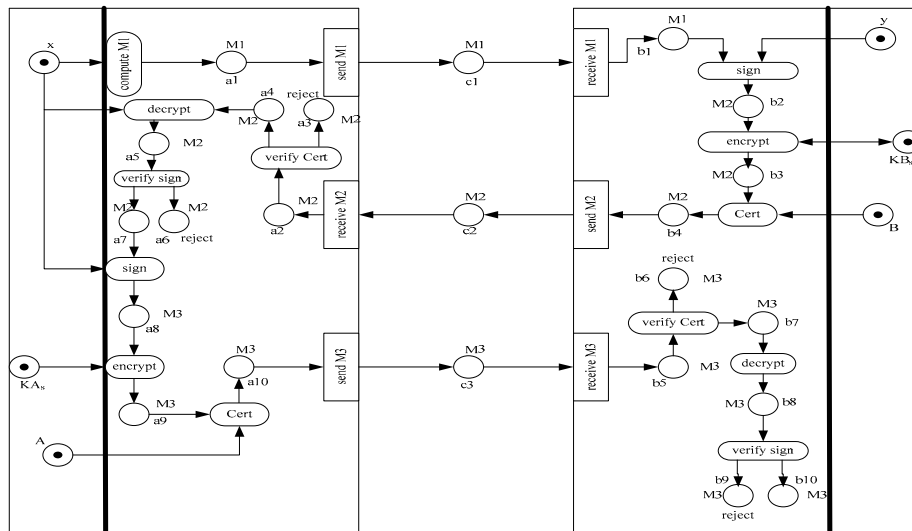 x
compute M1
M1
a1
send M1
M1
c1
receive M1
b1
M1
y
sign
M2
b2
encrypt
KBs
M2
b3
Cert
B
M2
b4
send M2
M2
c2
receive M2
M2
a2
verify Cert
reject
a3
M2
a4
M2
decrypt
a5
M2
verify sign
M2
a7
M2
a6
reject
sign
M3
a8
encrypt
KAs
M3
a9
Cert
A
M3
a10
send M3
M3
c3
receive M3
b5
M3
verify Cert
reject
b6
M3
M3
b7
decrypt
M3
b8
verify sign
b9
M3
reject
b10
M3